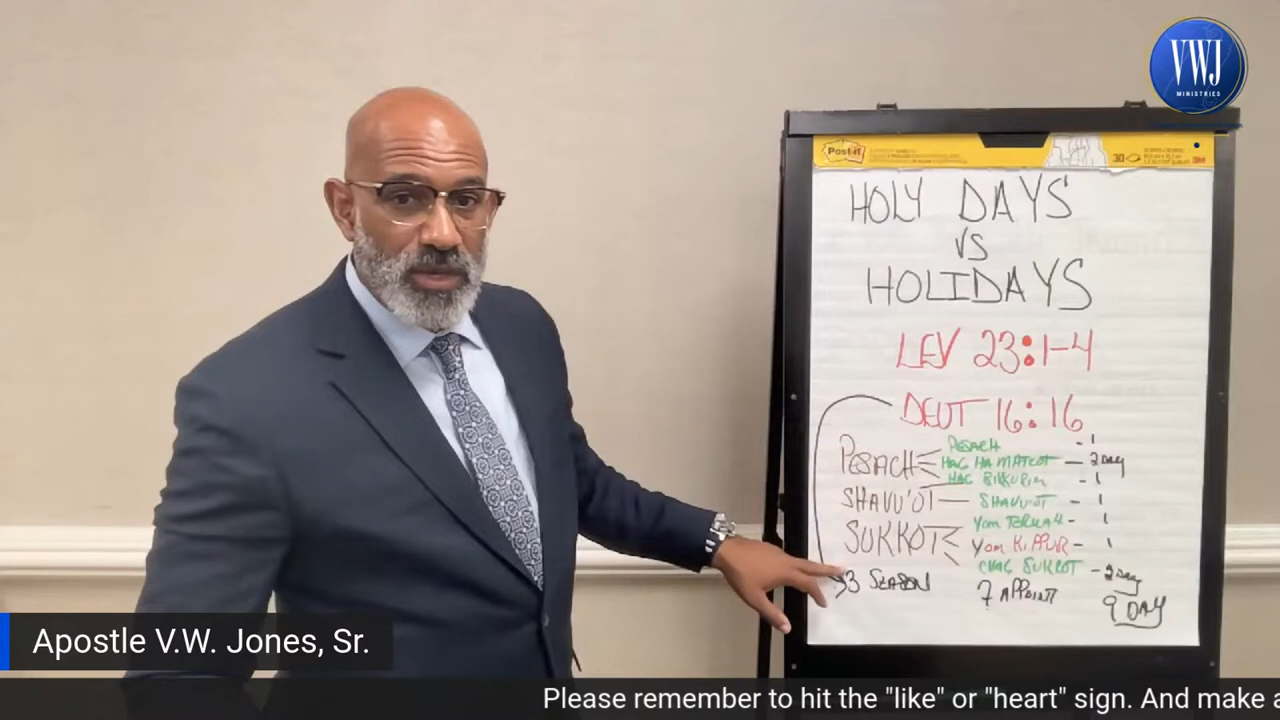 VWJ
MINISTRIES
Post-it
30
HOLY DAYS
VS
HOLIDAYS
LEV 23:1-4
DEUT 16:16
PESACH
PESACH - 1
HAG HA MATZOT - 2 DAY
HAG BIKKURIM - 1
SHAVU'OT - SHAVU'OT - 1
SUKKOT
YOM TERUAH - 1
YOM KIPPUR - 1
CHAG SUKKOT - 2 DAY
3 SEASON
7 APPOINT
9 DAY
Apostle V.W. Jones, Sr.
Please remember to hit the "like" or "heart" sign. And make a